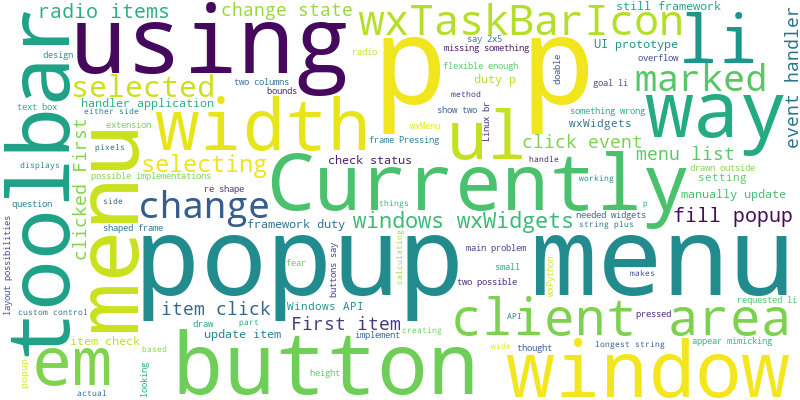 radio items
change state
still framework
wxTaskBarIcon
using
p
p
li
event handler
toolbar
design
say 2x5
missing something
UI prototype
overflow
radio
flexible enough
doable
duty p
goal li
marked
selected
two columns
bounds
text box
handler application
method
show two
way
either side
width
ul
Linux br
something wrong
wxWidgets
extension
menu
clicked First
frame Pressing
wxMenu
click event
pixels
selecting
check status
handle
menu list
displays
possible implementations
Currently
drawn outside
setting
working
re shape
things
p
manually update
question
side
change
windows wxWidgets
needed widgets
string plus
fill popup
layout possibilities
shaped frame
framework duty
popup menu
buttons say
calculating
main problem
fear
small
two possible
wxPython
makes
item click
Windows API
requested li
custom control
draw
part
First item
creating
API
pressed
client area
item check
update item
implement
wide
thought
longest string
appear mimicking
popup
em
based
looking
button
height
window
actual